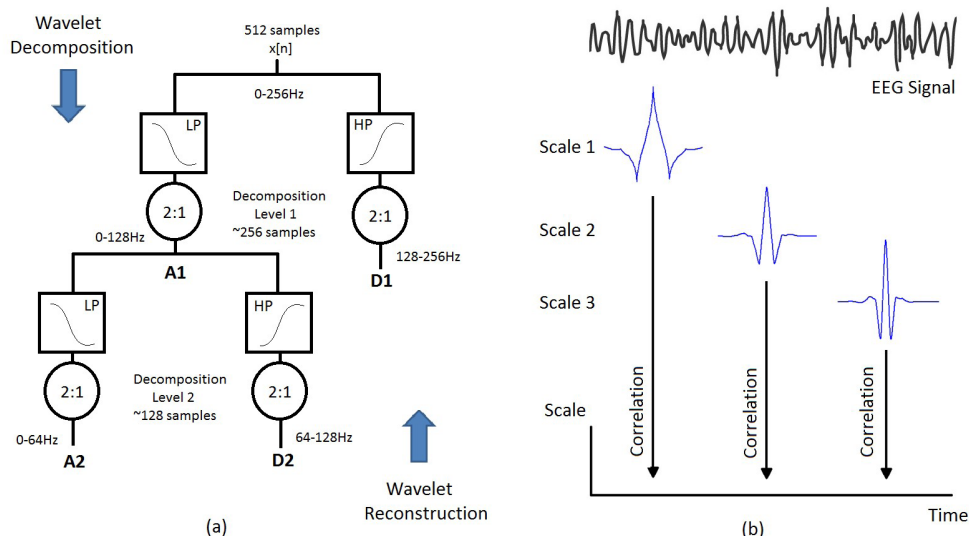 Wavelet
Decomposition
512 samples
x[n]
0-256Hz
LP
HP
2:1
2:1
Decomposition
Level 1
~256 samples
0-128Hz
A1
128-256Hz
D1
LP
HP
2:1
2:1
Decomposition
Level 2
~128 samples
0-64Hz
A2
64-128Hz
D2
Wavelet
Reconstruction
(a)
EEG Signal
Scale 1
Scale 2
Scale 3
Scale
Correlation
Correlation
Correlation
Time
(b)